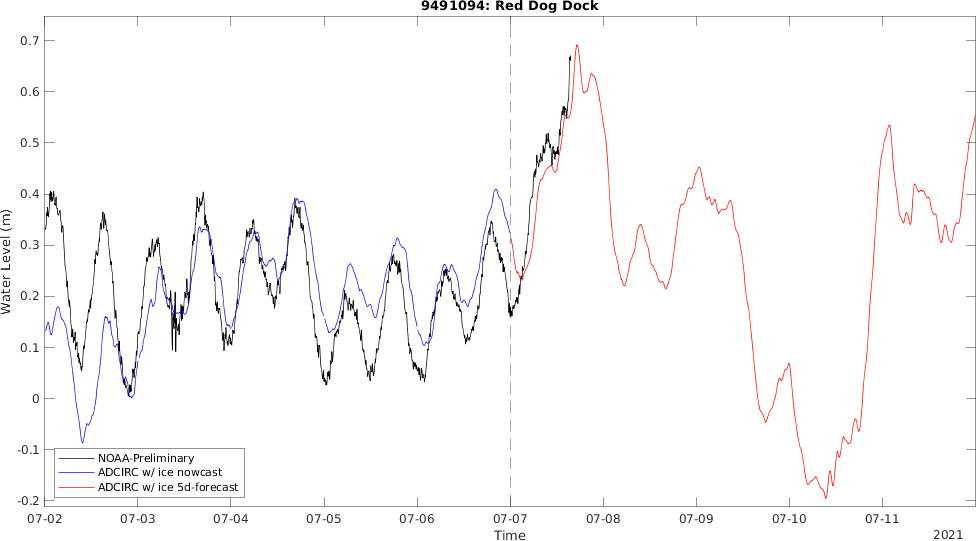 9491094: Red Dog Dock
Water Level (m)
0.7
0.6
0.5
0.4
0.3
0.2
0.1
0
-0.1
-0.2
NOAA-Preliminary
ADCIRC w/ ice nowcast
ADCIRC w/ ice 5d-forecast
07-02 07-03 07-04 07-05 07-06 07-07 07-08 07-09 07-10 07-11
Time
2021